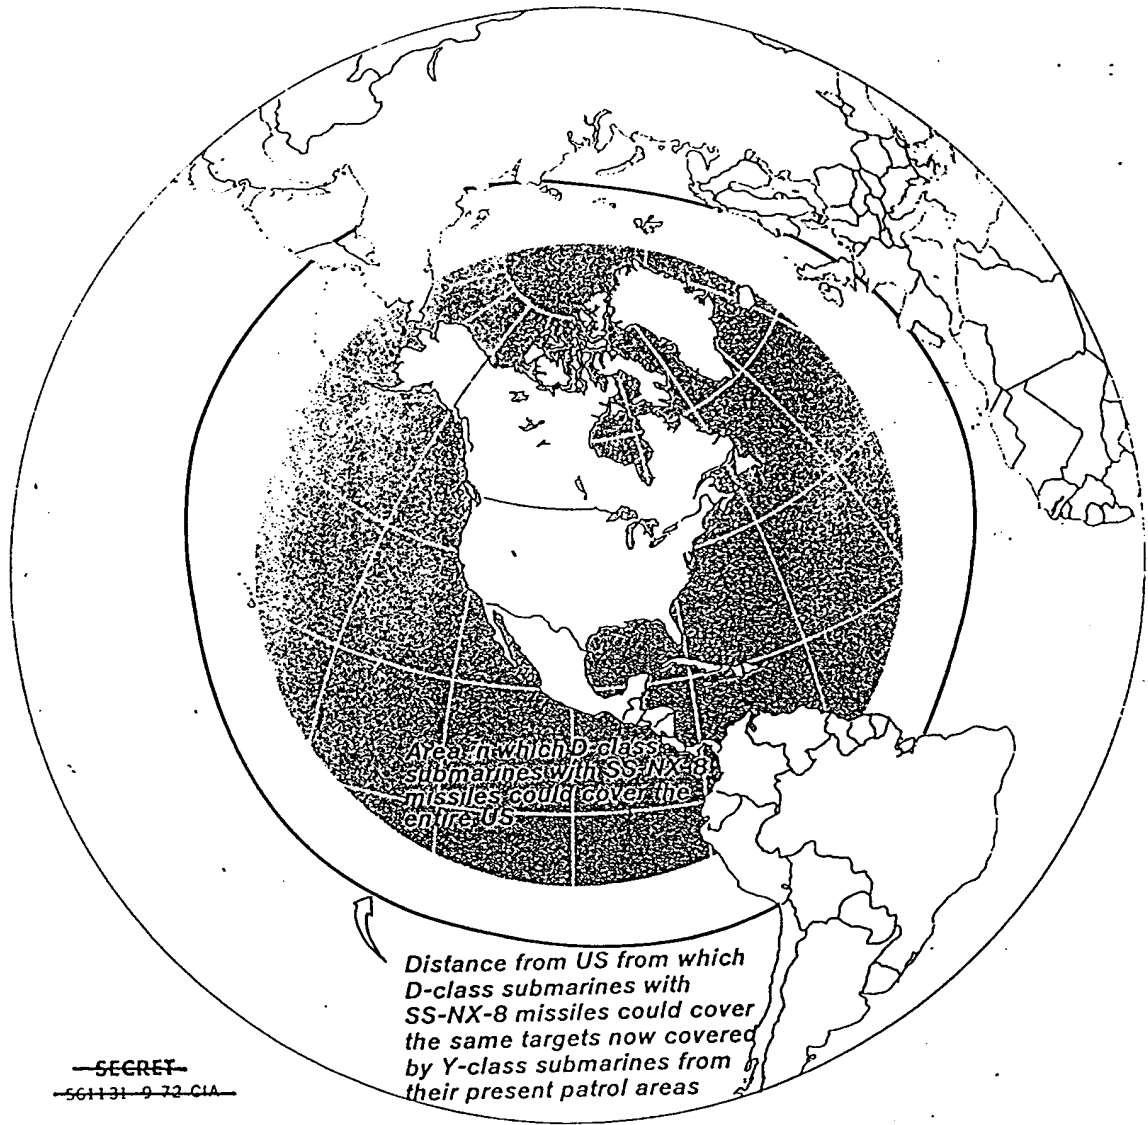 Area in which D-class
submarines with SS-NX-8
missiles could cover the
entire US
Distance from US from which
D-class submarines with
SS-NX-8 missiles could cover
the same targets now covered
by Y-class submarines from
their present patrol areas
SECRET
561131 9-72 CIA